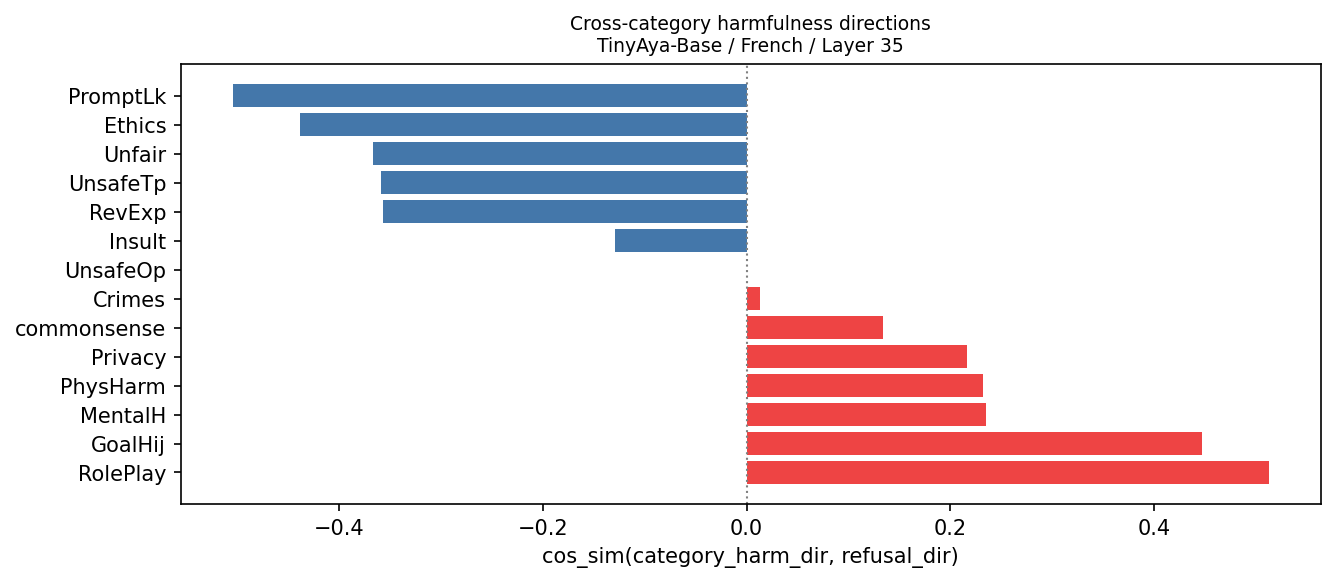 Cross-category harmfulness directions
TinyAya-Base / French / Layer 35
PromptLk
Ethics
Unfair
UnsafeTp
RevExp
Insult
UnsafeOp
Crimes
commonsense
Privacy
PhysHarm
MentalH
GoalHij
RolePlay
−0.4 −0.2 0.0 0.2 0.4
cos_sim(category_harm_dir, refusal_dir)